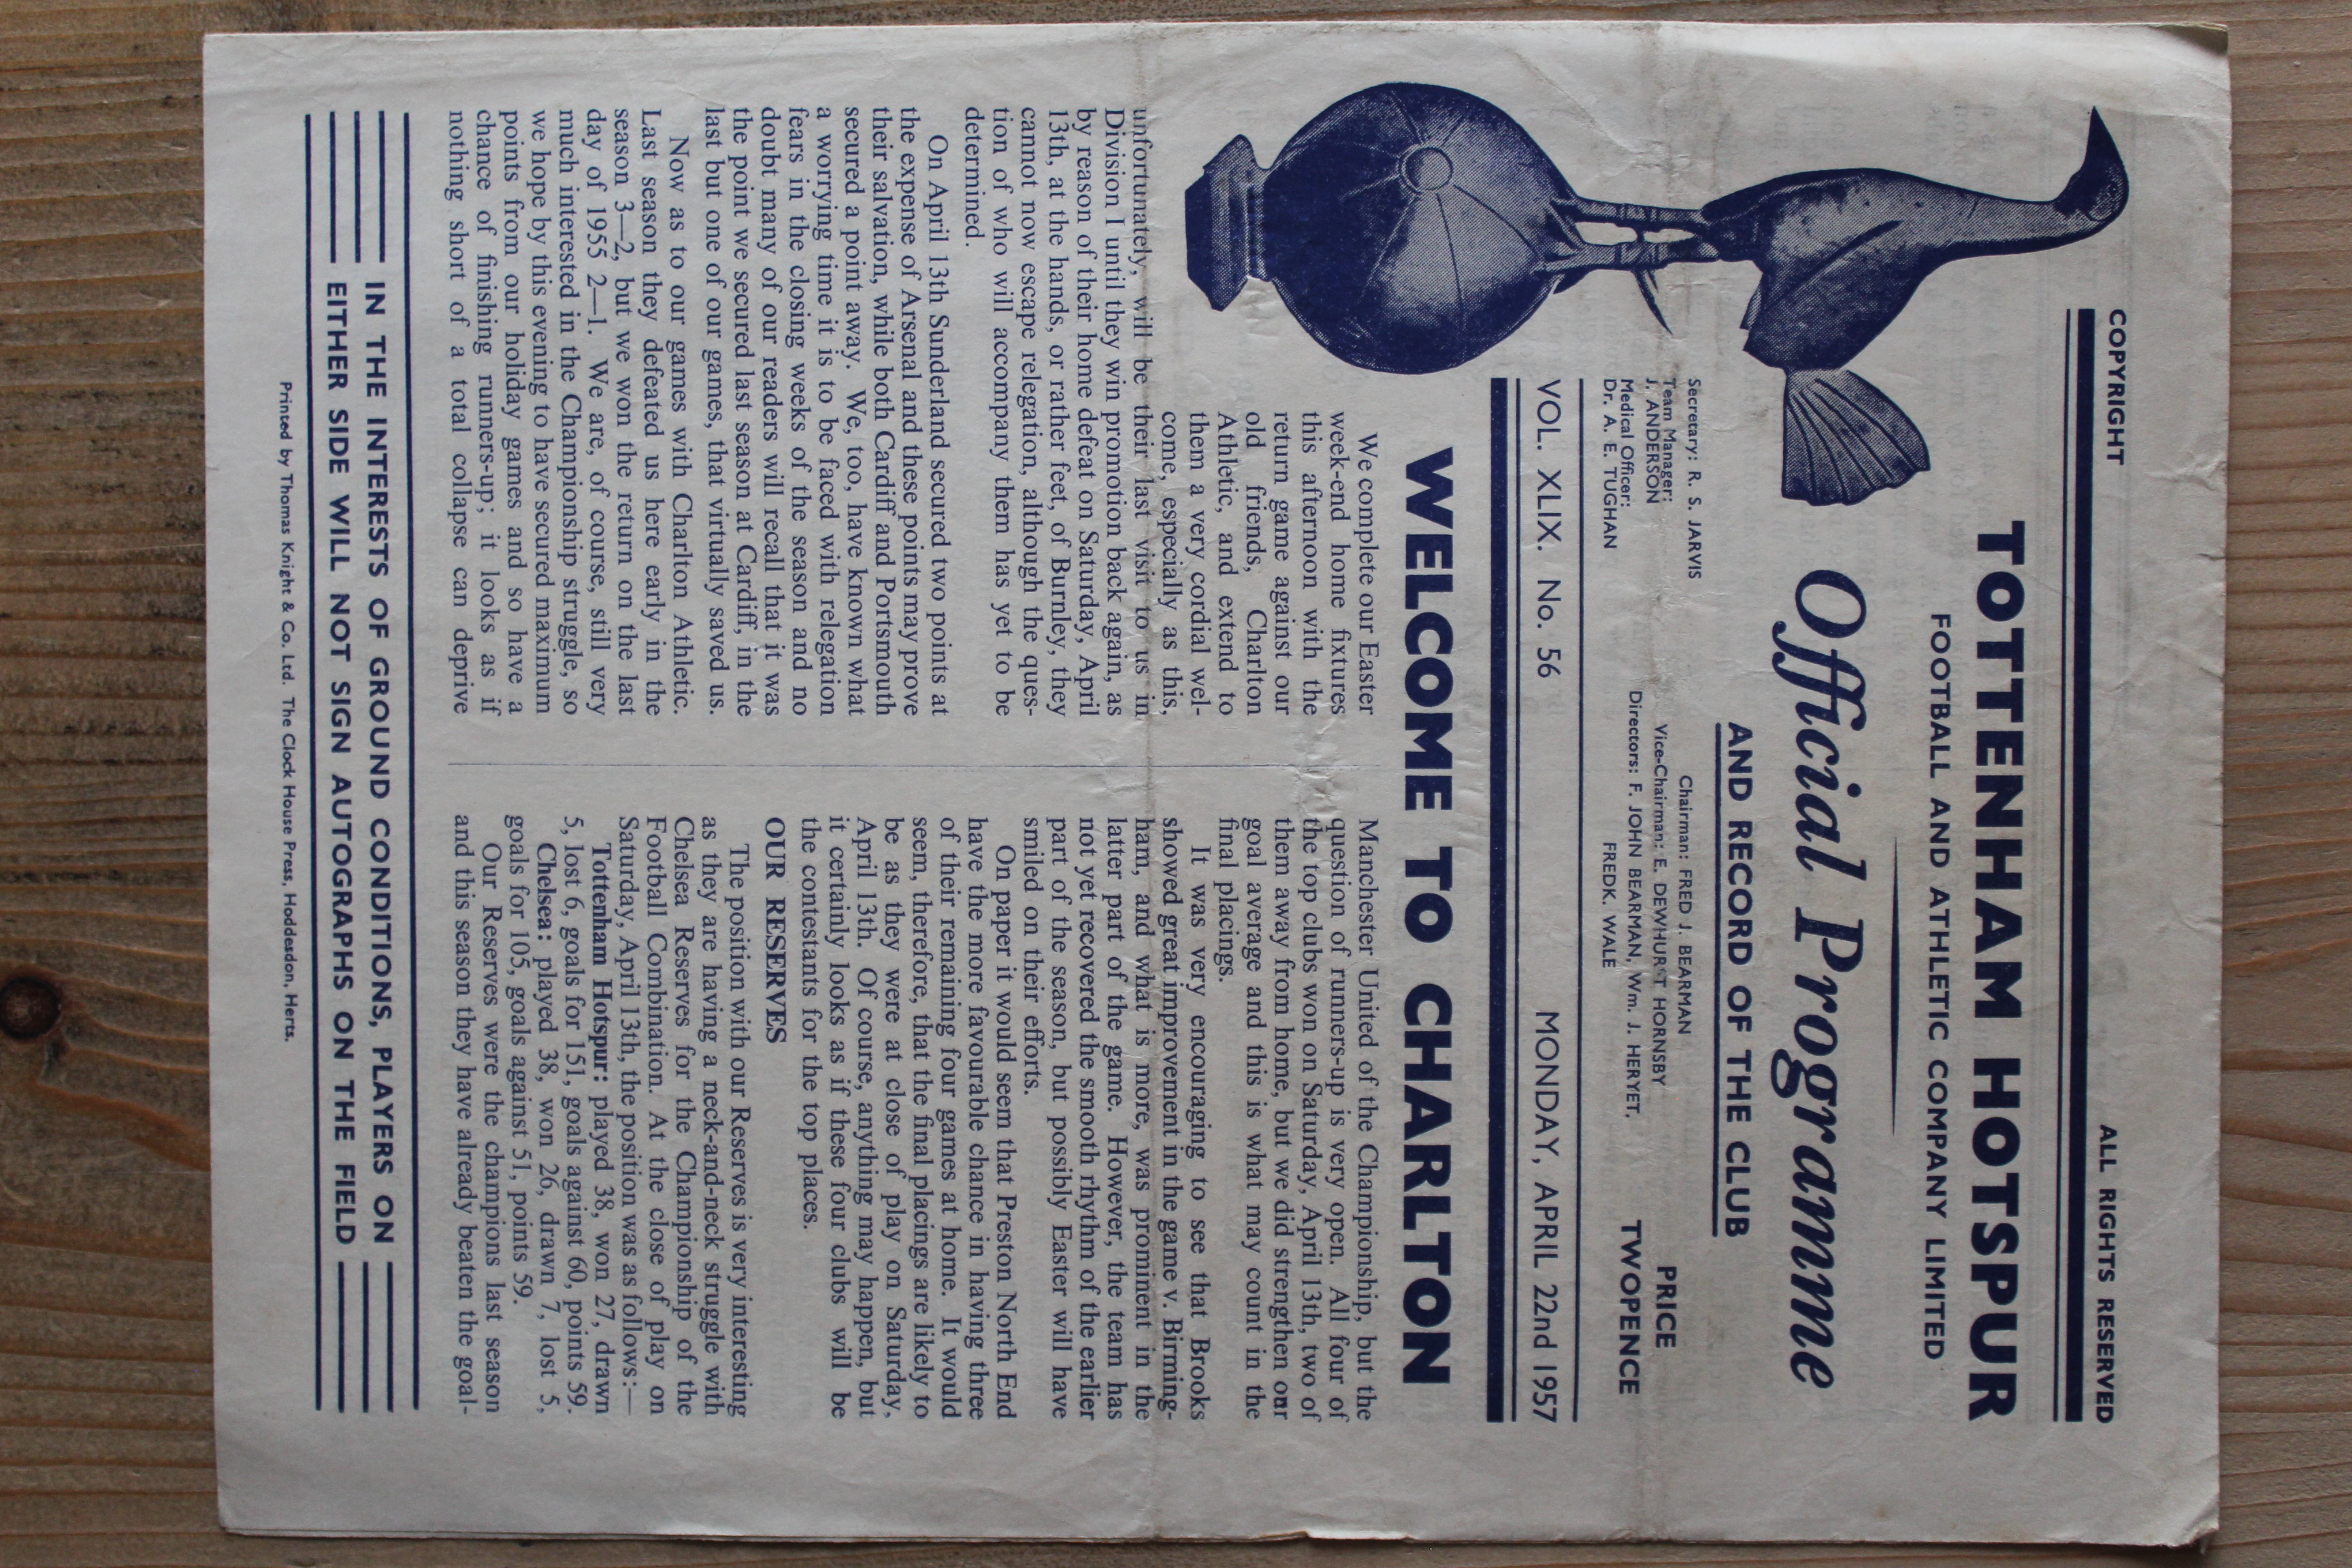 COPYRIGHT
ALL RIGHTS RESERVED
TOTTENHAM HOTSPUR
FOOTBALL AND ATHLETIC COMPANY LIMITED
Official Programme
AND RECORD OF THE CLUB
Secretary: R. S. JARVIS
Team Manager:
J. ANDERSON
Medical Officer:
Dr. A. E. TUGHAN
Chairman: FRED J. BEARMAN
Vice-Chairman: E. DEWHURST HORNSBY
Directors: F. JOHN BEARMAN, Wm. J. HERYET.
FREDK. WALE
PRICE
TWOPENCE
VOL. XLIX. No. 56
MONDAY, APRIL 22nd 1957
WELCOME TO CHARLTON
We complete our Easter
week-end home fixtures
this afternoon with the
return game against our
old friends, Charlton
Athletic, and extend to
them a very cordial wel-
come, especially as this,
unfortunately, will be their last visit to us in
Division I until they win promotion back again, as
by reason of their home defeat on Saturday, April
13th, at the hands, or rather feet, of Burnley, they
cannot now escape relegation, although the ques-
tion of who will accompany them has yet to be
determined.
On April 13th Sunderland secured two points at
the expense of Arsenal and these points may prove
their salvation, while both Cardiff and Portsmouth
secured a point away. We, too, have known what
a worrying time it is to be faced with relegation
fears in the closing weeks of the season and no
doubt many of our readers will recall that it was
the point we secured last season at Cardiff, in the
last but one of our games, that virtually saved us.
Now as to our games with Charlton Athletic.
Last season they defeated us here early in the
season 3—2, but we won the return on the last
day of 1955 2—1. We are, of course, still very
much interested in the Championship struggle, so
we hope by this evening to have secured maximum
points from our holiday games and so have a
chance of finishing runners-up; it looks as if
nothing short of a total collapse can deprive
Manchester United of the Championship, but the
question of runners-up is very open. All four of
the top clubs won on Saturday, April 13th, two of
them away from home, but we did strengthen our
goal average and this is what may count in the
final placings.
It was very encouraging to see that Brooks
showed great improvement in the game v. Birming-
ham, and what is more, was prominent in the
latter part of the game. However, the team has
not yet recovered the smooth rhythm of the earlier
part of the season, but possibly Easter will have
smiled on their efforts.
On paper it would seem that Preston North End
have the more favourable chance in having three
of their remaining four games at home. It would
seem, therefore, that the final placings are likely to
be as they were at close of play on Saturday,
April 13th. Of course, anything may happen, but
it certainly looks as if these four clubs will be
the contestants for the top places.
OUR RESERVES
The position with our Reserves is very interesting
as they are having a neck-and-neck struggle with
Chelsea Reserves for the Championship of the
Football Combination. At the close of play on
Saturday, April 13th, the position was as follows:—
Tottenham Hotspur: played 38, won 27, drawn
5, lost 6, goals for 151, goals against 60, points 59.
Chelsea: played 38, won 26, drawn 7, lost 5,
goals for 105, goals against 51, points 59.
Our Reserves were the champions last season
and this season they have already beaten the goal-
IN THE INTERESTS OF GROUND CONDITIONS, PLAYERS ON
EITHER SIDE WILL NOT SIGN AUTOGRAPHS ON THE FIELD
Printed by Thomas Knight & Co. Ltd. The Clock House Press, Hoddesdon, Herts.